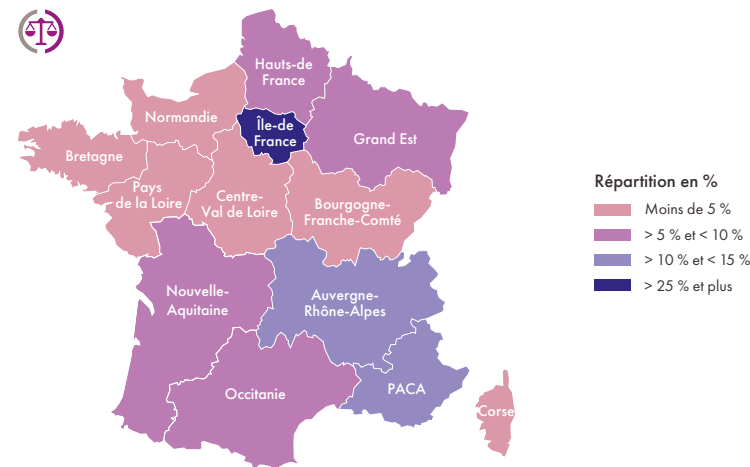 Hauts-de
France
Normandie
Île-de
France
Grand Est
Bretagne
Pays
de la Loire
Centre-
Val de Loire
Bourgogne-
Franche-Comté
Nouvelle-
Aquitaine
Auvergne-
Rhône-Alpes
Occitanie
PACA
Corse
Répartition en %
Moins de 5 %
> 5 % et < 10 %
> 10 % et < 15 %
> 25 % et plus